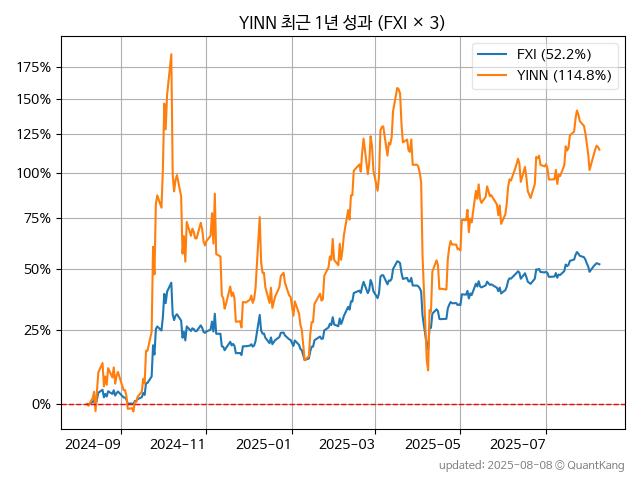 YINN 최근 1년 성과 (FXI × 3)
FXI (52.2%)
YINN (114.8%)
175%
150%
125%
100%
75%
50%
25%
0%
2024-09 2024-11 2025-01 2025-03 2025-05 2025-07
updated: 2025-08-08 © QuantKang